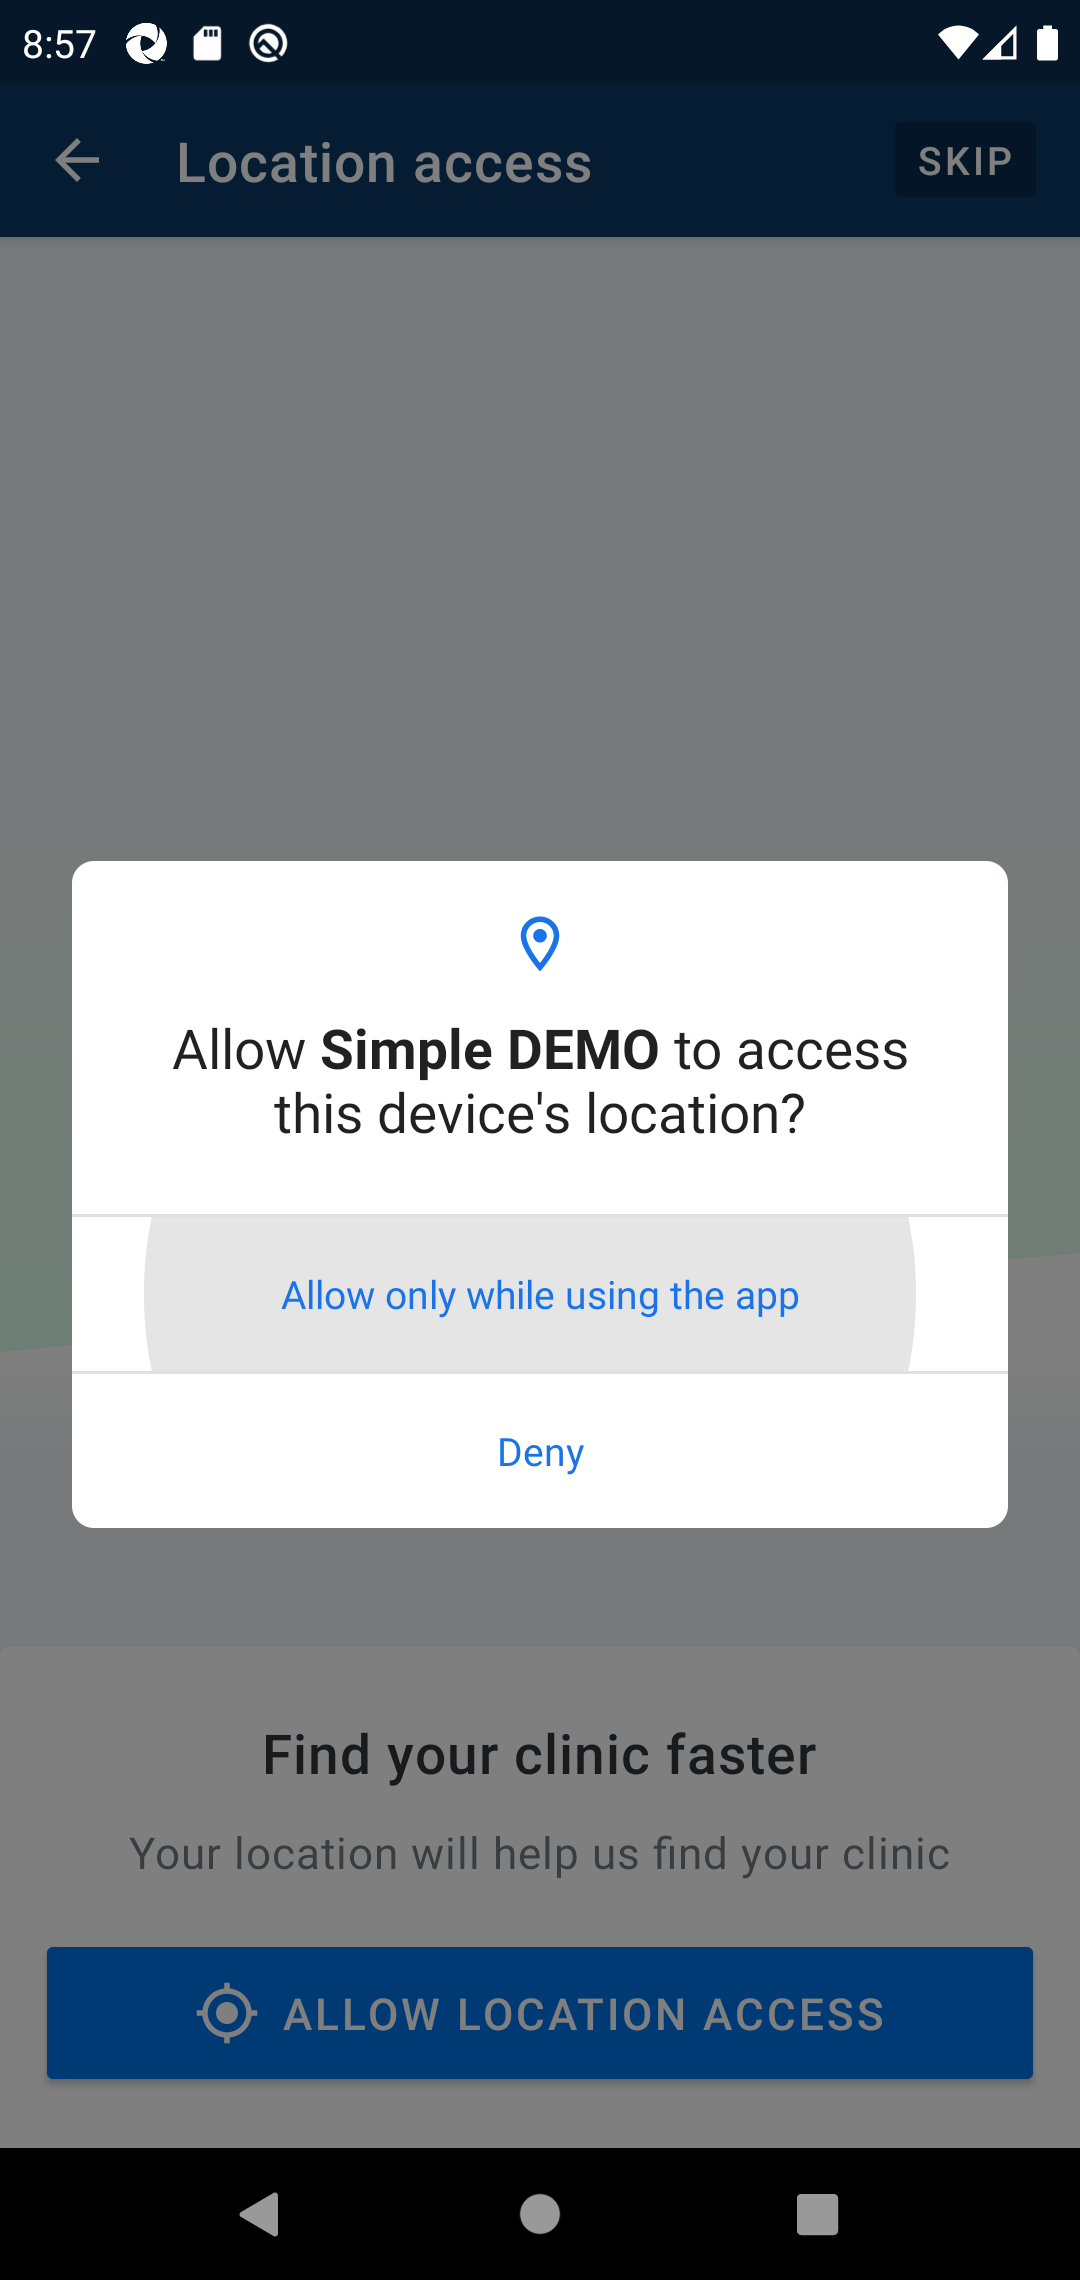 8:57
Location access
SKIP
Allow Simple DEMO to access
this device's location?
Allow only while using the app
Deny
Find your clinic faster
Your location will help us find your clinic
ALLOW LOCATION ACCESS